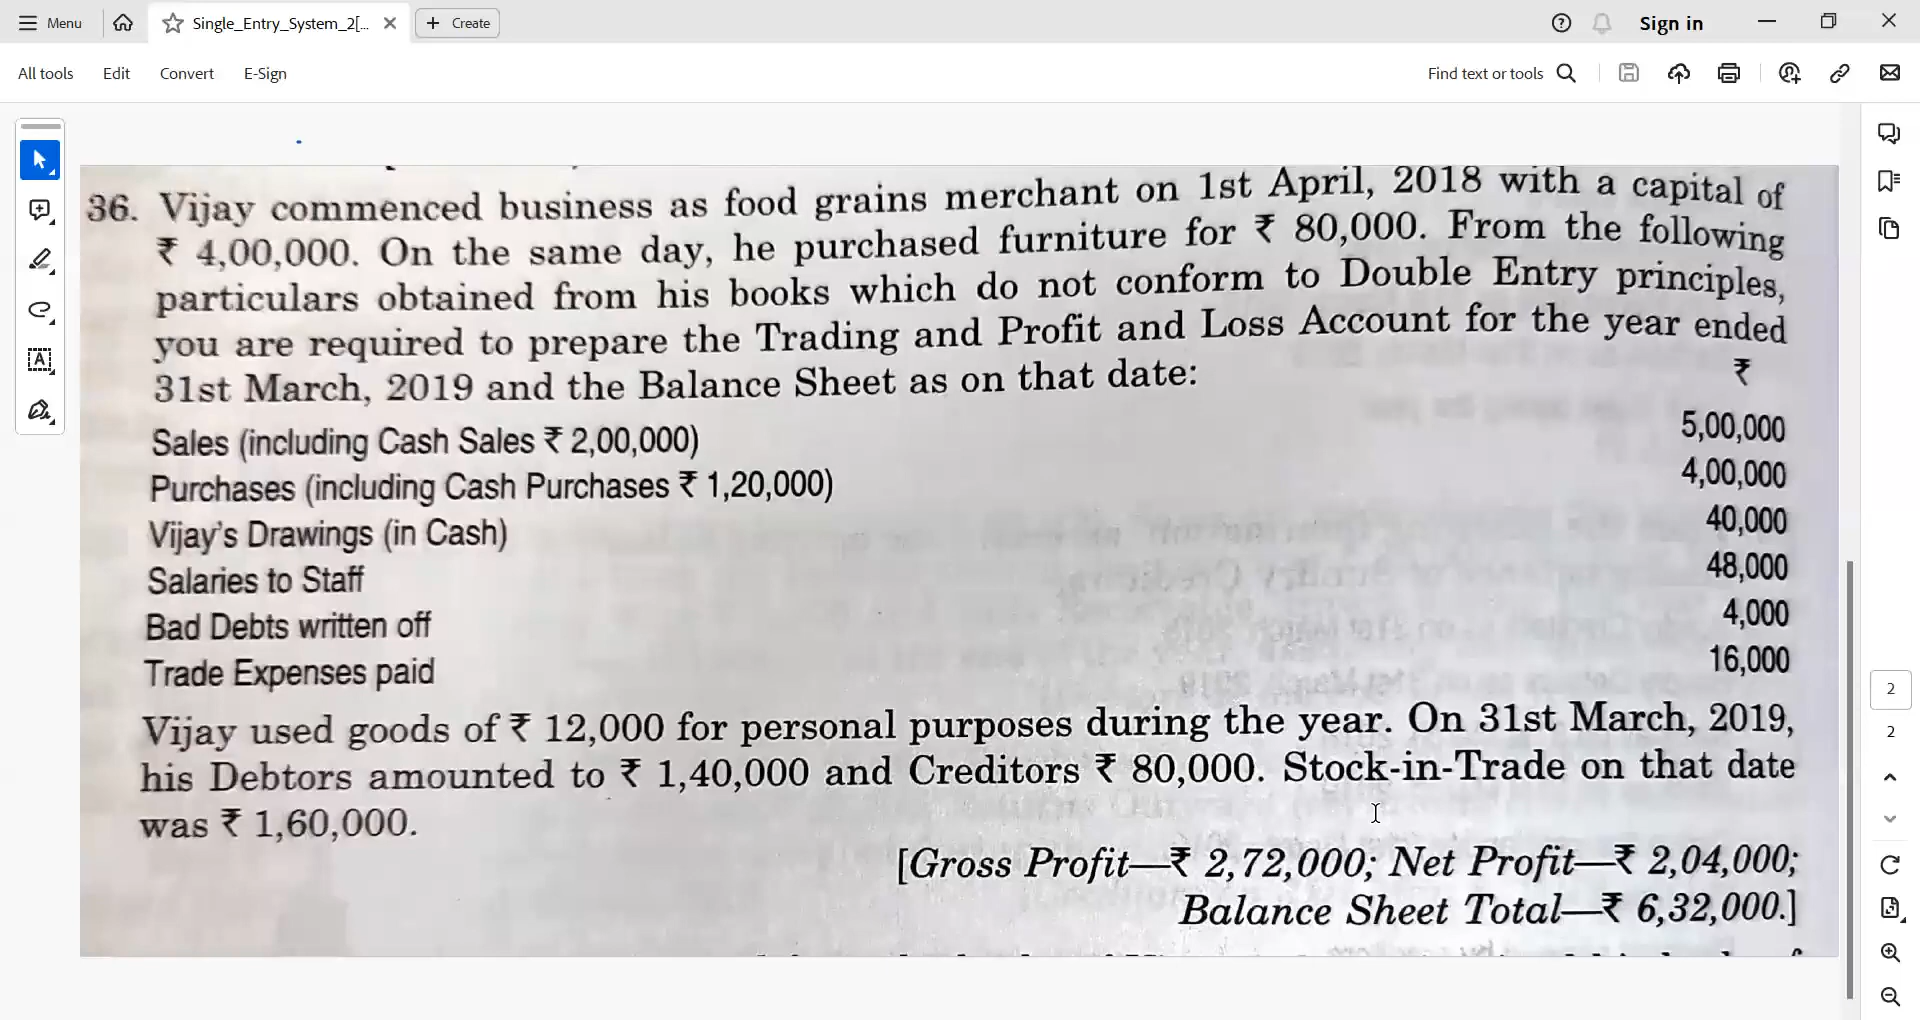 Menu
Single_Entry_System_2[...
Create
Sign in
All tools
Edit
Convert
E-Sign
Find text or tools
36. Vijay commenced business as food grains merchant on 1st April, 2018 with a capital of
₹ 4,00,000. On the same day, he purchased furniture for ₹ 80,000. From the following
particulars obtained from his books which do not conform to Double Entry principles,
you are required to prepare the Trading and Profit and Loss Account for the year ended
31st March, 2019 and the Balance Sheet as on that date:
₹
Sales (including Cash Sales ₹ 2,00,000) 5,00,000
Purchases (including Cash Purchases ₹ 1,20,000) 4,00,000
Vijay's Drawings (in Cash) 40,000
Salaries to Staff 48,000
Bad Debts written off 4,000
Trade Expenses paid 16,000
Vijay used goods of ₹ 12,000 for personal purposes during the year. On 31st March, 2019,
his Debtors amounted to ₹ 1,40,000 and Creditors ₹ 80,000. Stock-in-Trade on that date
was ₹ 1,60,000.
[Gross Profit—₹ 2,72,000; Net Profit—₹ 2,04,000;
Balance Sheet Total—₹ 6,32,000.]
2
2